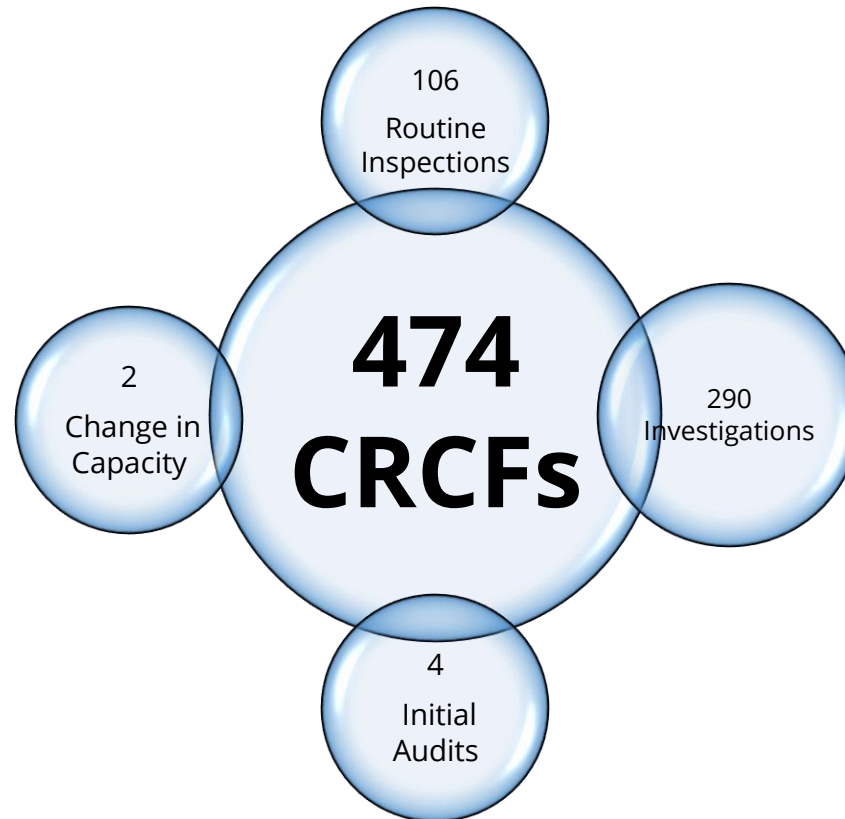 106
Routine
Inspections
474
CRCFs
2
Change in
Capacity
290
Investigations
4
Initial
Audits